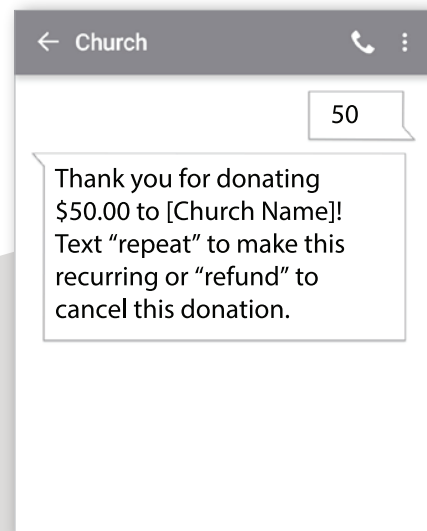 Church
50
Thank you for donating
$50.00 to [Church Name]!
Text “repeat” to make this
recurring or “refund” to
cancel this donation.